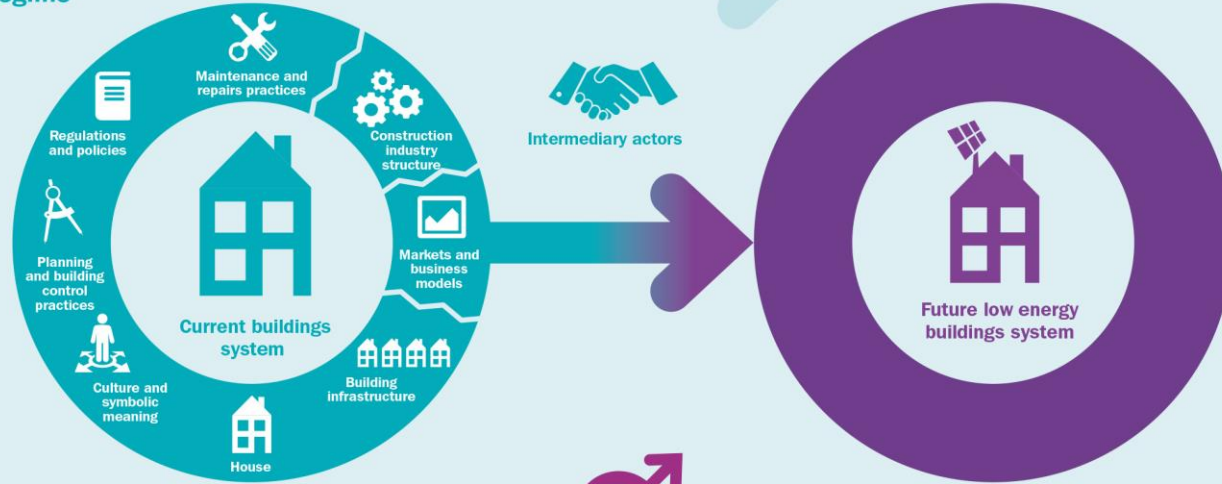 Maintenance and
repairs practices
Regulations
and policies
Construction
industry
structure
Intermediary actors
Planning
and building
control
practices
Markets and
business
models
Current buildings
system
Future low energy
buildings system
Culture and
symbolic
meaning
Building
infrastructure
House